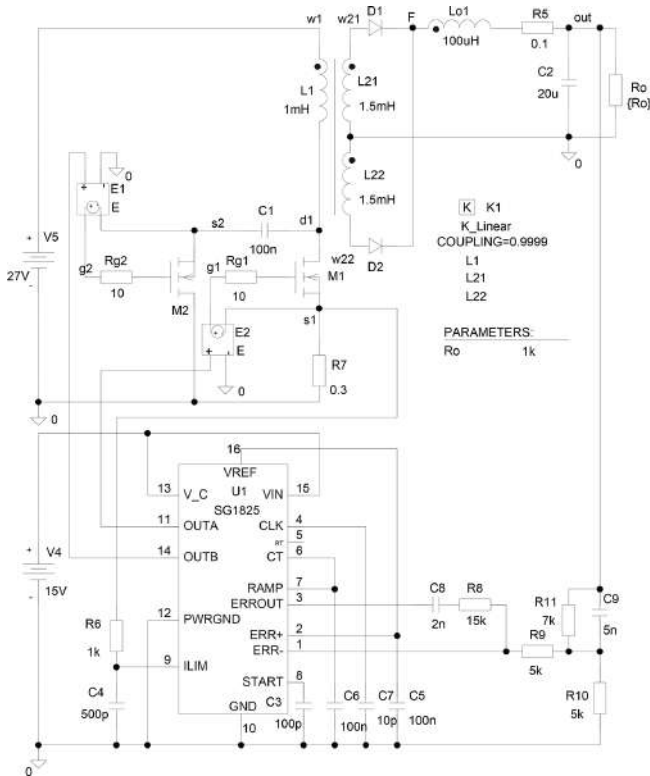 w1
w21
D1
F
Lo1
R5
out
100uH
0.1
C2
20u
Ro
{Ro}
L1
1mH
L21
1.5mH
0
L22
1.5mH
0
E1
E
s2
C1
d1
100n
w22
D2
K K1
K_Linear
COUPLING=0.9999
L1
L21
L22
V5
27V
g2
Rg2
10
M2
g1
Rg1
10
M1
s1
E2
E
0
R7
0.3
PARAMETERS:
Ro 1k
0
16
VREF
U1
SG1825
13
V_C
VIN
15
11
OUTA
CLK
4
RT
5
14
OUTB
CT
6
V4
15V
RAMP
7
ERROUT
3
C8
2n
R8
15k
R11
7k
C9
5n
12
PWRGND
R6
1k
ERR+
2
ERR-
1
R9
5k
9
ILIM
START
8
C4
500p
GND
10
C3
100p
C6
100n
C7
10p
C5
100n
R10
5k
0